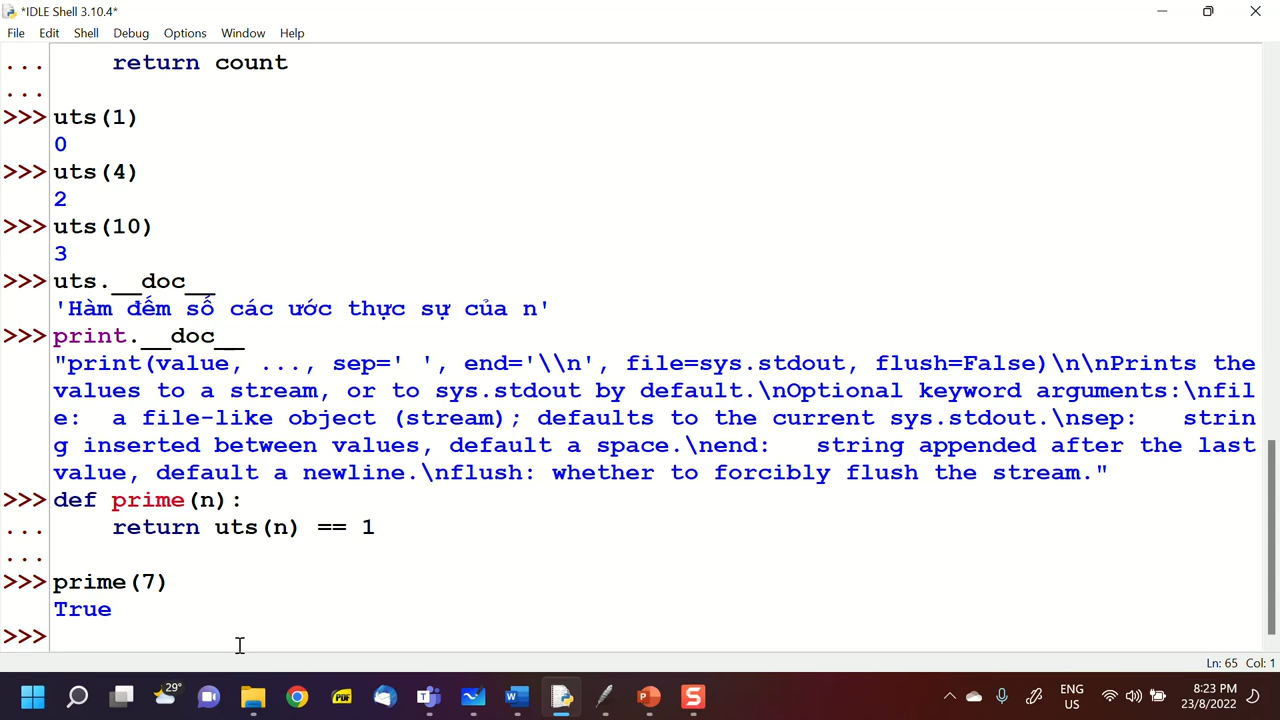 *IDLE Shell 3.10.4*
File Edit Shell Debug Options Window Help
... return count
...
>>> uts(1)
0
>>> uts(4)
2
>>> uts(10)
3
>>> uts.__doc__
'Hàm đếm số các ước thực sự của n'
>>> print.__doc__
"print(value, ..., sep=' ', end='\\n', file=sys.stdout, flush=False)\n\nPrints the
values to a stream, or to sys.stdout by default.\nOptional keyword arguments:\nfil
e:  a file-like object (stream); defaults to the current sys.stdout.\nsep:   strin
g inserted between values, default a space.\nend:   string appended after the last
value, default a newline.\nflush: whether to forcibly flush the stream."
>>> def prime(n):
... return uts(n) == 1
...
>>> prime(7)
True
>>>
Ln: 65 Col: 1
29°
PDF
S
ENG
US
8:23 PM
23/8/2022